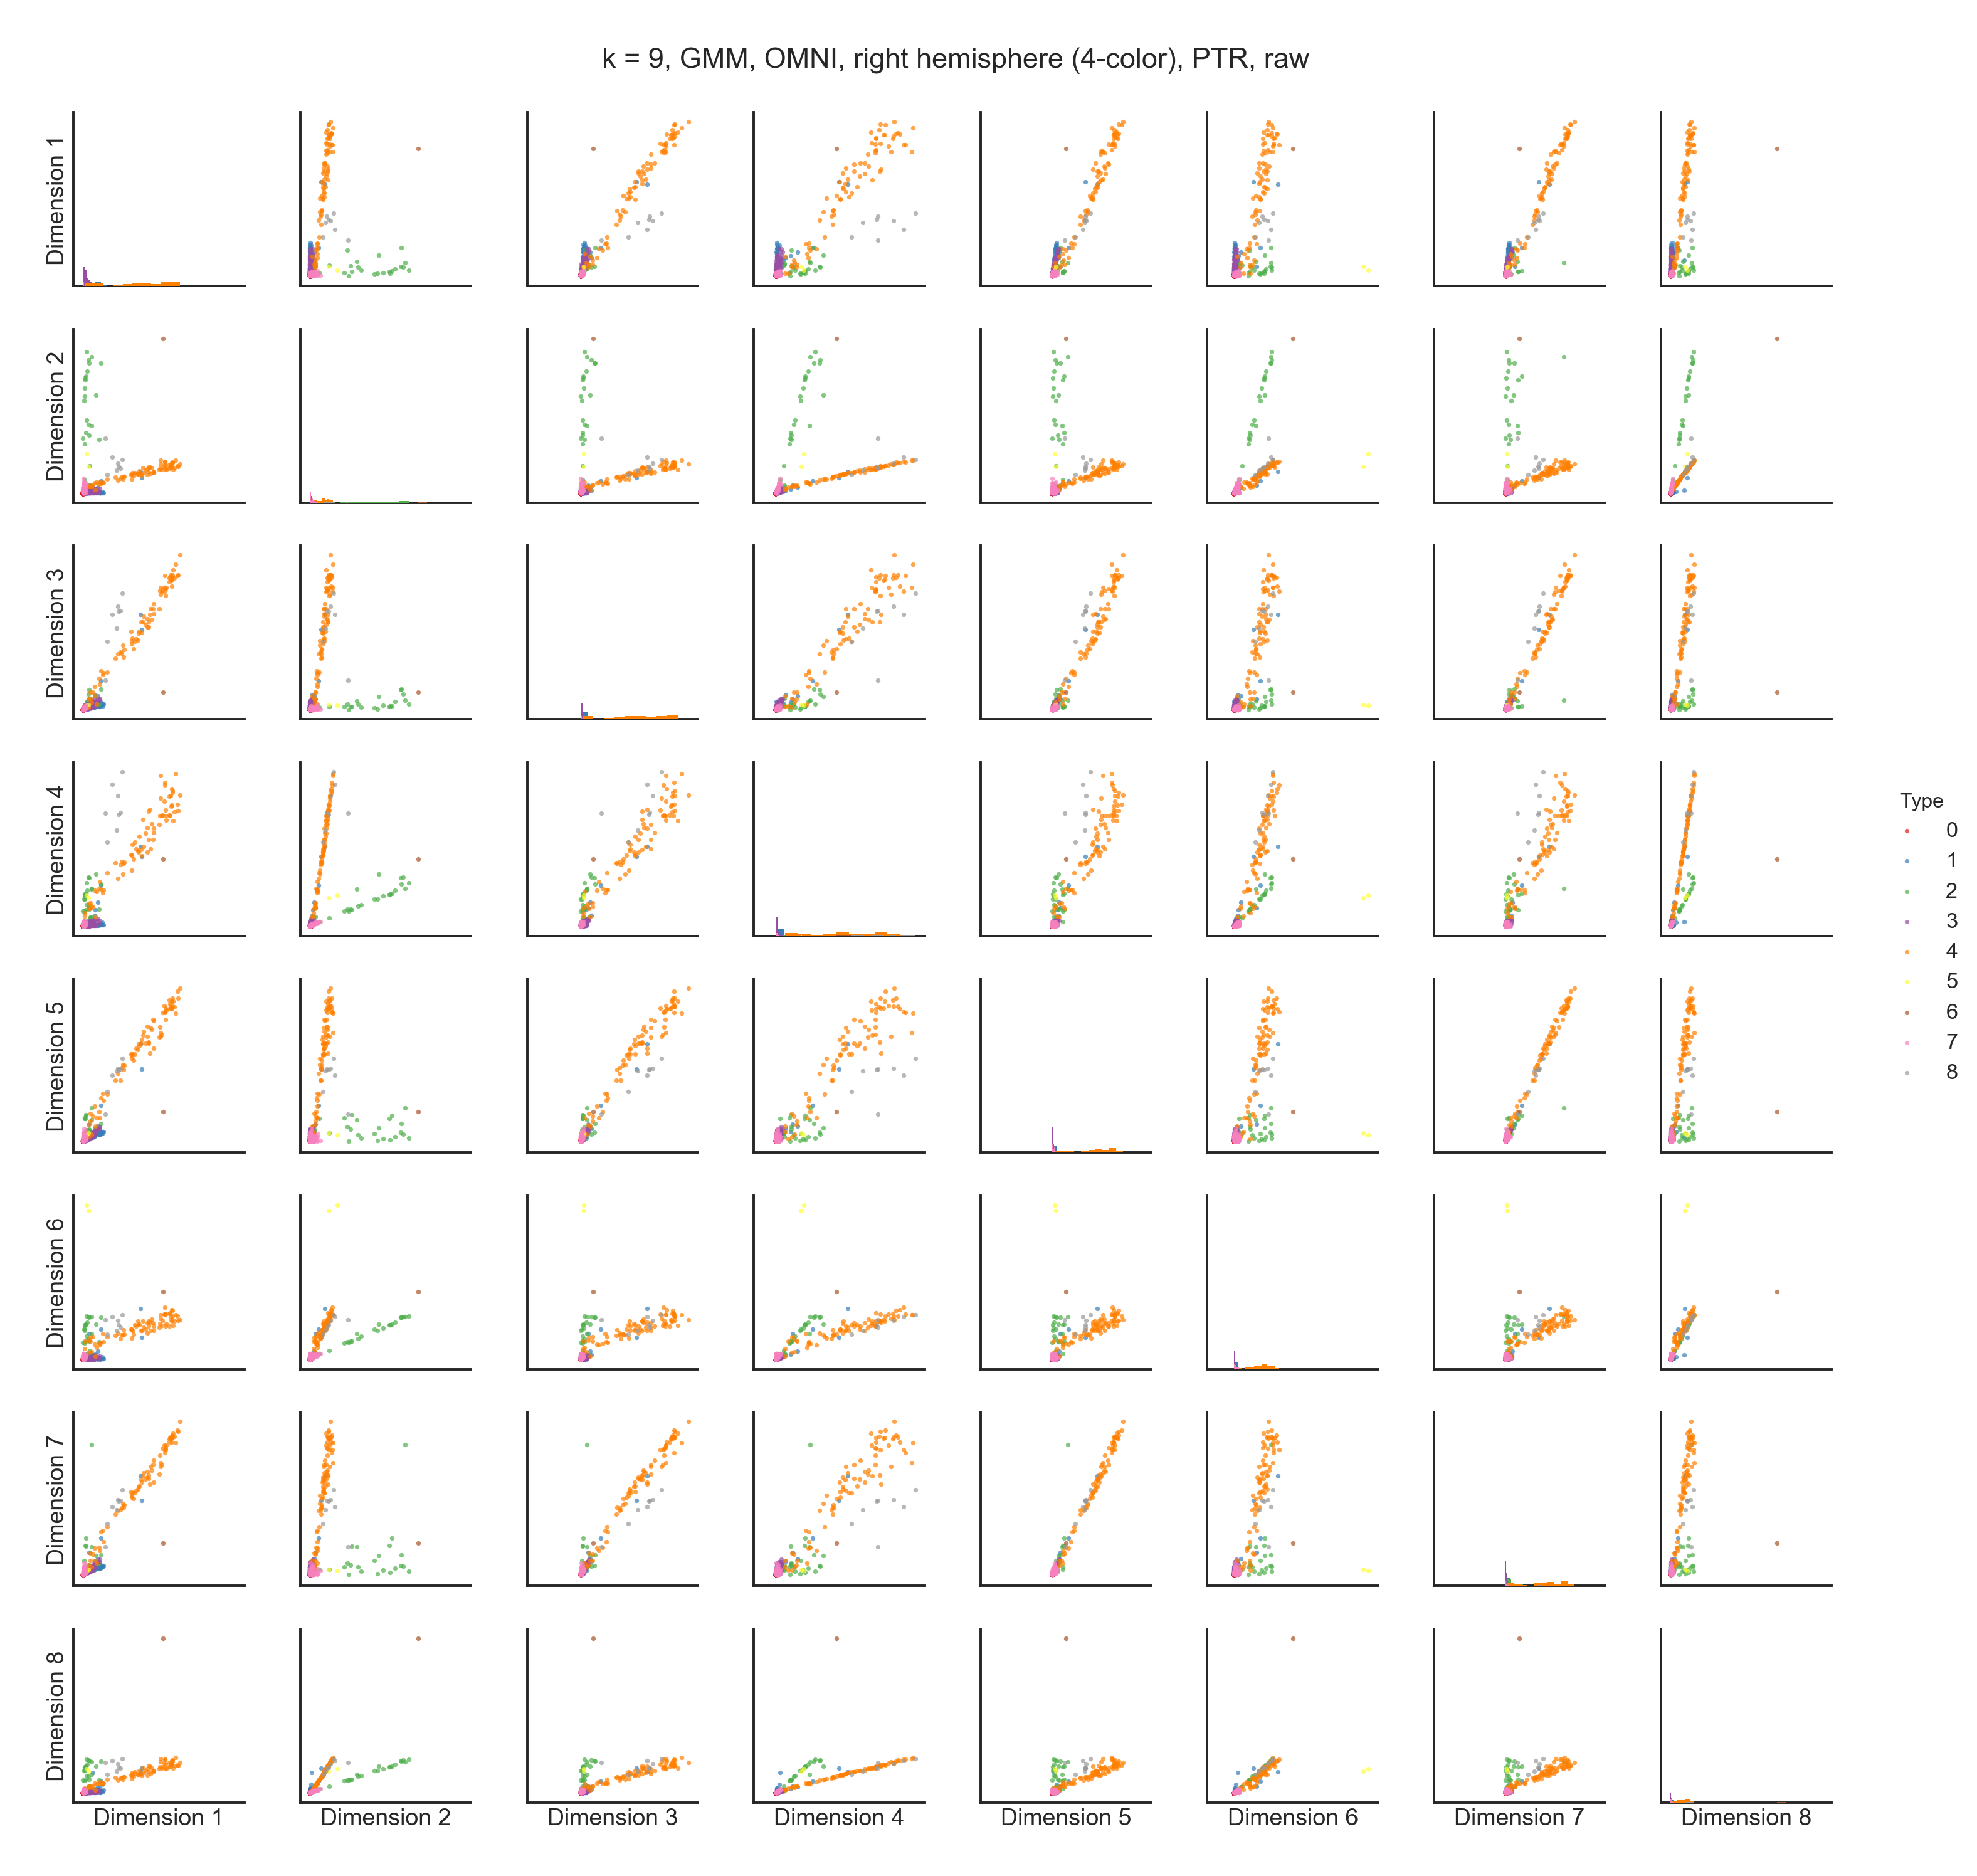 k = 9, GMM, OMNI, right hemisphere (4-color), PTR, raw
Dimension 1
Dimension 2
Dimension 3
Dimension 4
Dimension 5
Dimension 6
Dimension 7
Dimension 8
Type
0
1
2
3
4
5
6
7
8
Dimension 1
Dimension 2
Dimension 3
Dimension 4
Dimension 5
Dimension 6
Dimension 7
Dimension 8